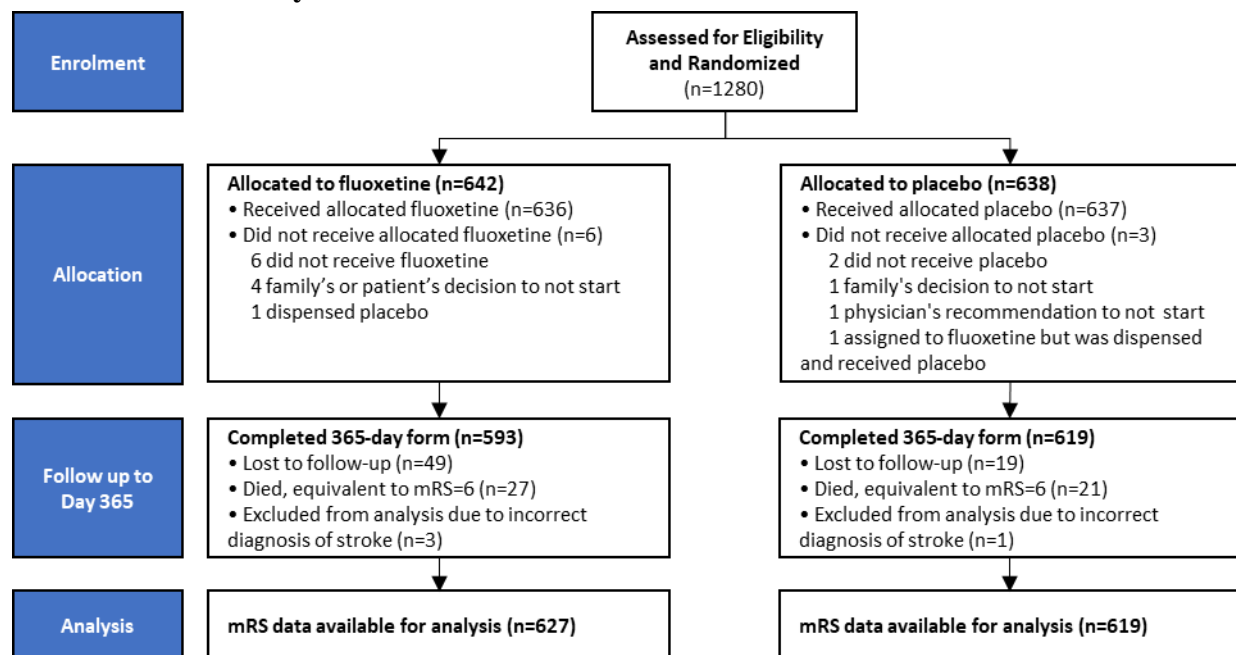 Enrolment
Assessed for Eligibility
and Randomized
(n=1280)
Allocation
Allocated to fluoxetine (n=642)
• Received allocated fluoxetine (n=636)
• Did not receive allocated fluoxetine (n=6)
6 did not receive fluoxetine
4 family’s or patient’s decision to not start
1 dispensed placebo
Allocated to placebo (n=638)
• Received allocated placebo (n=637)
• Did not receive allocated placebo (n=3)
2 did not receive placebo
1 family's decision to not start
1 physician's recommendation to not start
1 assigned to fluoxetine but was dispensed
and received placebo
Follow up to
Day 365
Completed 365-day form (n=593)
• Lost to follow-up (n=49)
• Died, equivalent to mRS=6 (n=27)
• Excluded from analysis due to incorrect
diagnosis of stroke (n=3)
Completed 365-day form (n=619)
• Lost to follow-up (n=19)
• Died, equivalent to mRS=6 (n=21)
• Excluded from analysis due to incorrect
diagnosis of stroke (n=1)
Analysis
mRS data available for analysis (n=627)
mRS data available for analysis (n=619)